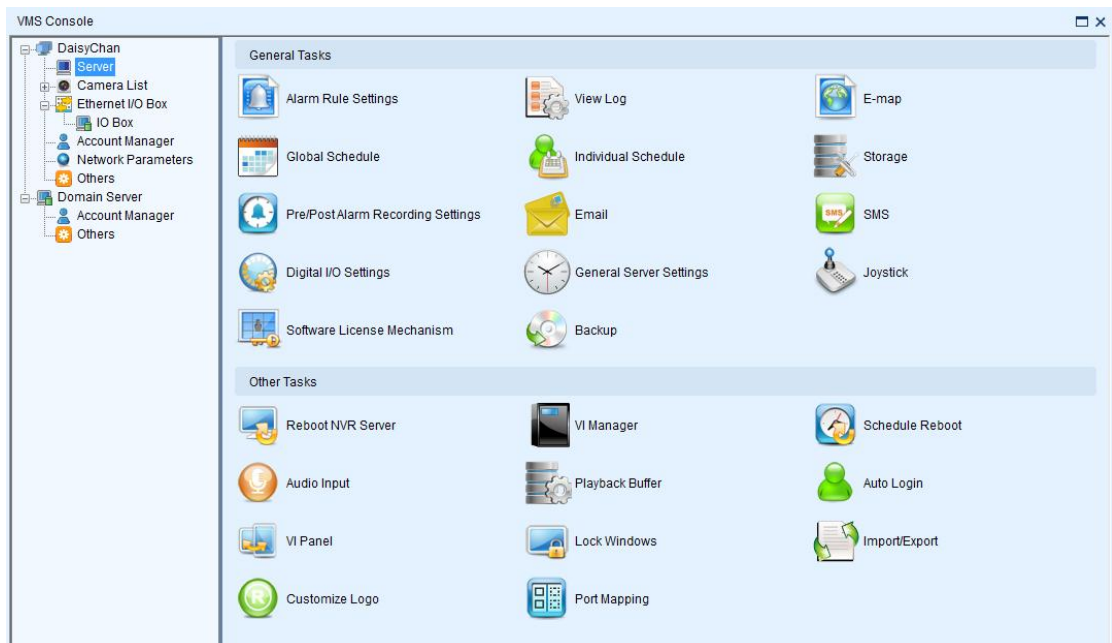 VMS Console
DaisyChan
Server
Camera List
Ethernet I/O Box
IO Box
Account Manager
Network Parameters
Others
Domain Server
Account Manager
Others
General Tasks
Alarm Rule Settings
View Log
E-map
Global Schedule
Individual Schedule
Storage
Pre/Post Alarm Recording Settings
Email
SMS
SMS
Digital I/O Settings
General Server Settings
Joystick
Software License Mechanism
Backup
Other Tasks
Reboot NVR Server
VI Manager
Schedule Reboot
Audio Input
Playback Buffer
Auto Login
VI Panel
Lock Windows
Import/Export
R
Customize Logo
Port Mapping